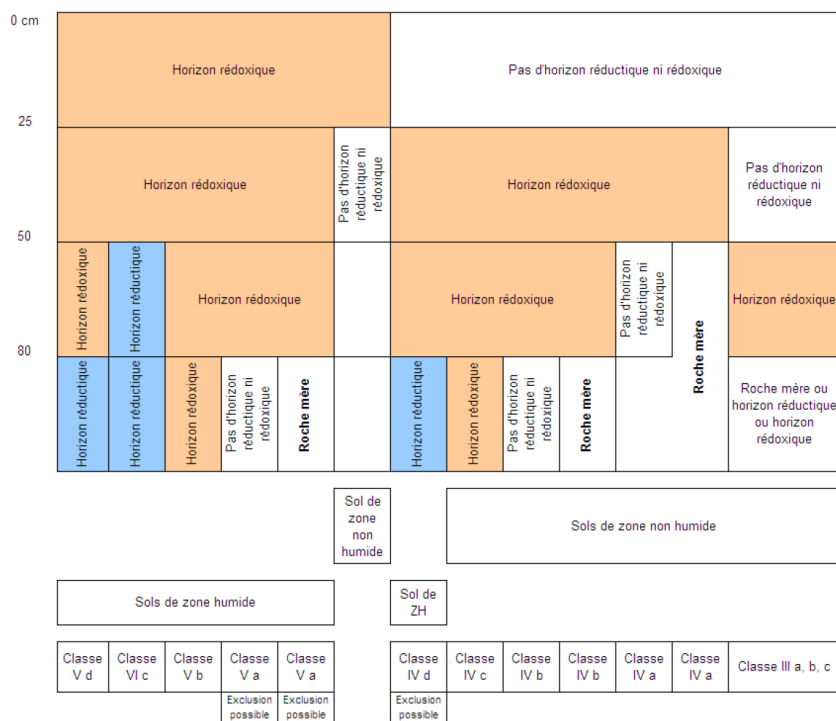 0 cm
Horizon rédoxique
Pas d'horizon réductique ni rédoxique
25
Horizon rédoxique
Pas d'horizon
réductique ni
rédoxique
Horizon rédoxique
Pas d'horizon
réductique ni
rédoxique
50
Horizon rédoxique
Horizon réductique
Horizon rédoxique
Horizon rédoxique
Pas d'horizon
réductique ni
rédoxique
Roche mère
Horizon rédoxique
80
Horizon réductique
Horizon réductique
Horizon rédoxique
Pas d'horizon
réductique ni
rédoxique
Roche mère
Horizon réductique
Horizon rédoxique
Pas d'horizon
réductique ni
rédoxique
Roche mère
Roche mère ou
horizon réductique
ou horizon
rédoxique
Sol de
zone
non
humide
Sols de zone non humide
Sols de zone humide
Sol de
ZH
Classe
V d
Classe
VI c
Classe
V b
Classe
V a
Classe
V a
Classe
IV d
Classe
IV c
Classe
IV b
Classe
IV b
Classe
IV a
Classe
IV a
Classe III a, b, c
Exclusion
possible
Exclusion
possible
Exclusion
possible